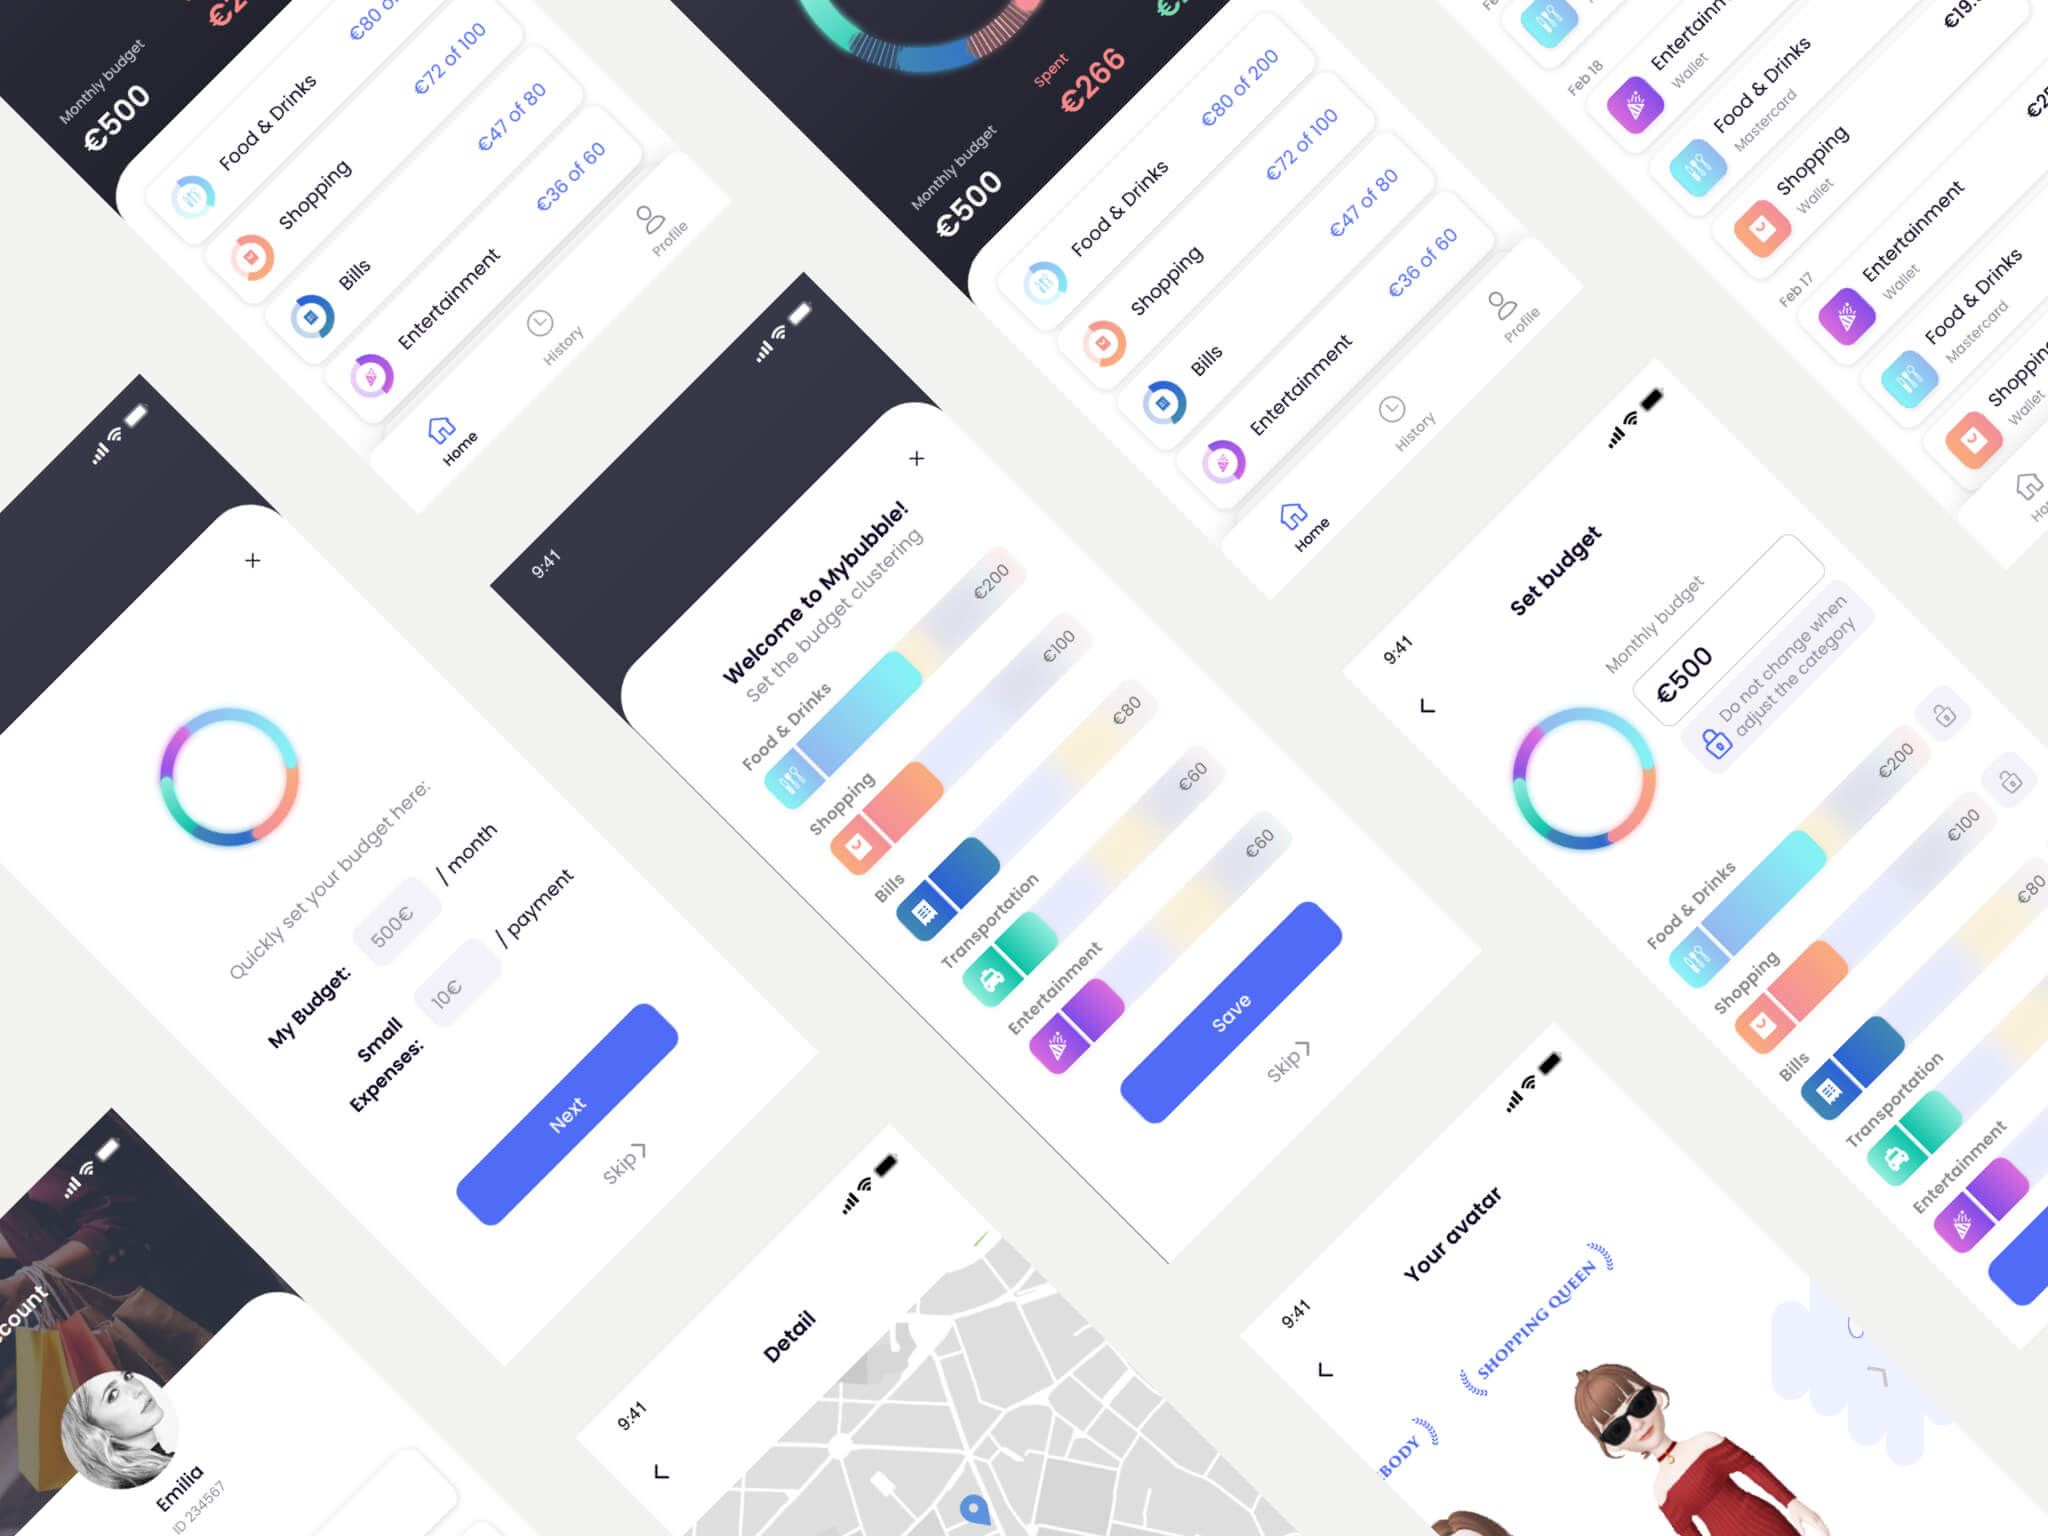 Monthly budget
€500
Food & Drinks
€80 of
Shopping
€72 of 100
Bills
€47 of 80
Entertainment
€36 of 60
Home
History
Profile
Spent
€266
Monthly budget
€500
Food & Drinks
€80 of 200
Shopping
€72 of 100
Bills
€47 of 80
Entertainment
€36 of 60
Home
History
Profile
Feb 18
Wallet
Food & Drinks
Mastercard
Shopping
Wallet
Feb 17
Entertainment
Wallet
Food & Drinks
Mastercard
Shopping
Wallet
Quickly set your budget here:
My Budget:
500€
/ month
Small
Expenses:
10€
/ payment
Next
Skip
9:41
Welcome to Mybubble!
Set the budget clustering
Food & Drinks
€200
Shopping
€100
Bills
€80
Transportation
€60
Entertainment
€60
Save
Skip
9:41
Set budget
Monthly budget
€500
Do not change when
adjust the category
Food & Drinks
€200
Shopping
€100
Bills
€80
Transportation
Entertainment
Emilia
ID 234567
9:41
Detail
9:41
Your avatar
SHOPPING QUEEN